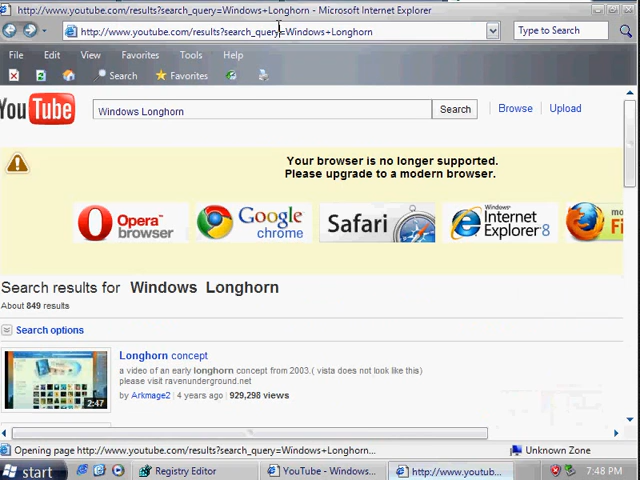 http://www.youtube.com/results?search_query=Windows+Longhorn - Microsoft Internet Explorer
http://www.youtube.com/results?search_query=Windows+Longhorn
Type to Search
File Edit View Favorites Tools Help
Search Favorites
YouTube
Windows Longhorn
Search
Browse
Upload
Your browser is no longer supported.
Please upgrade to a modern browser.
Opera browser
Google chrome
Safari
Windows Internet Explorer 8
Search results for Windows Longhorn
About 849 results
Search options
Longhorn concept
a video of an early longhorn concept from 2003.( vista does not look like this)
please visit ravenunderground.net
by Arkmage2 | 4 years ago | 929,298 views
2:47
Opening page http://www.youtube.com/results?search_query=Windows+Longhorn...
Unknown Zone
start
Registry Editor
YouTube - Windows...
http://www.youtub...
7:48 PM